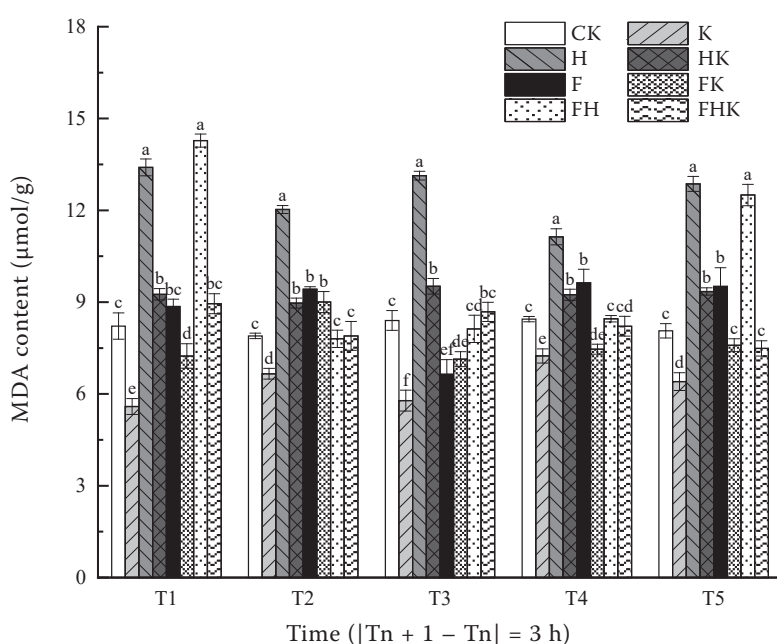 18
15
12
9
6
3
0
MDA content (μmol/g)
CK K
H HK
F FK
FH FHK
c e a b bc d a bc
c d a b b b c c
c f a b ef de cd bc
c e a b b de c cd
c d a b b c a c
T1 T2 T3 T4 T5
Time (|Tn + 1 – Tn| = 3 h)